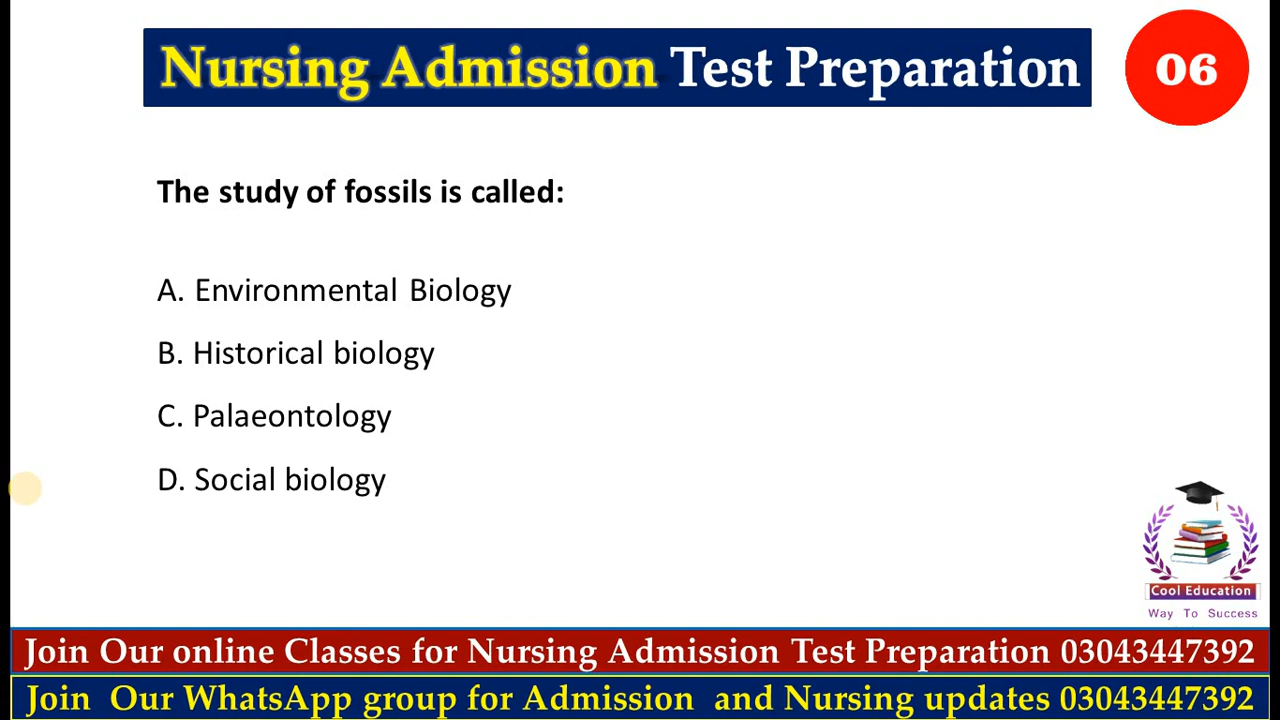 Nursing Admission Test Preparation
06
The study of fossils is called:
A. Environmental Biology
B. Historical biology
C. Palaeontology
D. Social biology
Cool Education
Way To Success
Join Our online Classes for Nursing Admission Test Preparation 03043447392
Join Our WhatsApp group for Admission and Nursing updates 03043447392